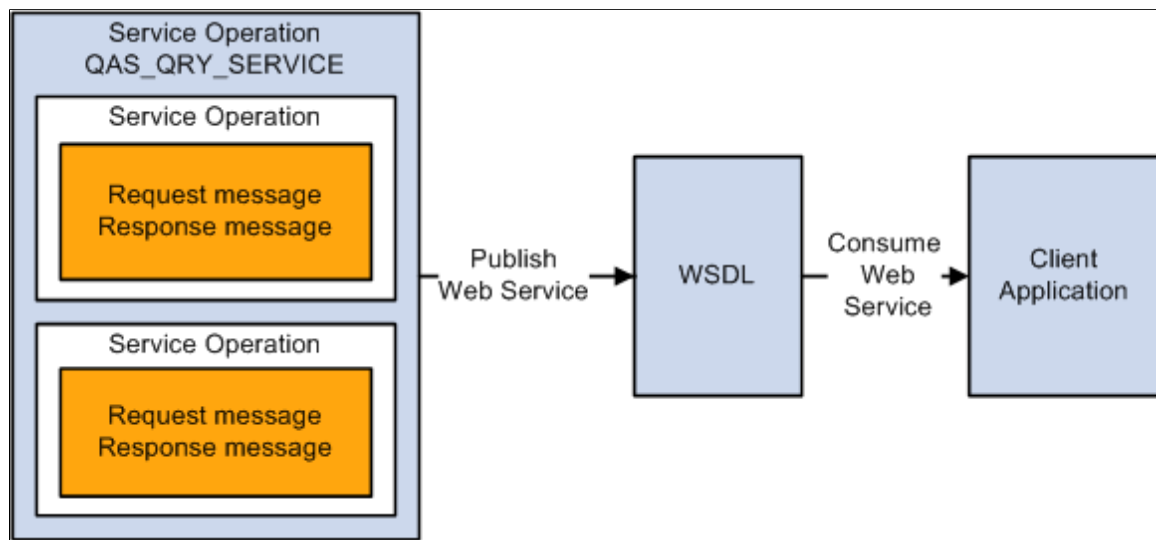 Service Operation
QAS_QRY_SERVICE
Service Operation
Request message
Response message
Service Operation
Request message
Response message
Publish
Web Service
WSDL
Consume
Web
Service
Client
Application